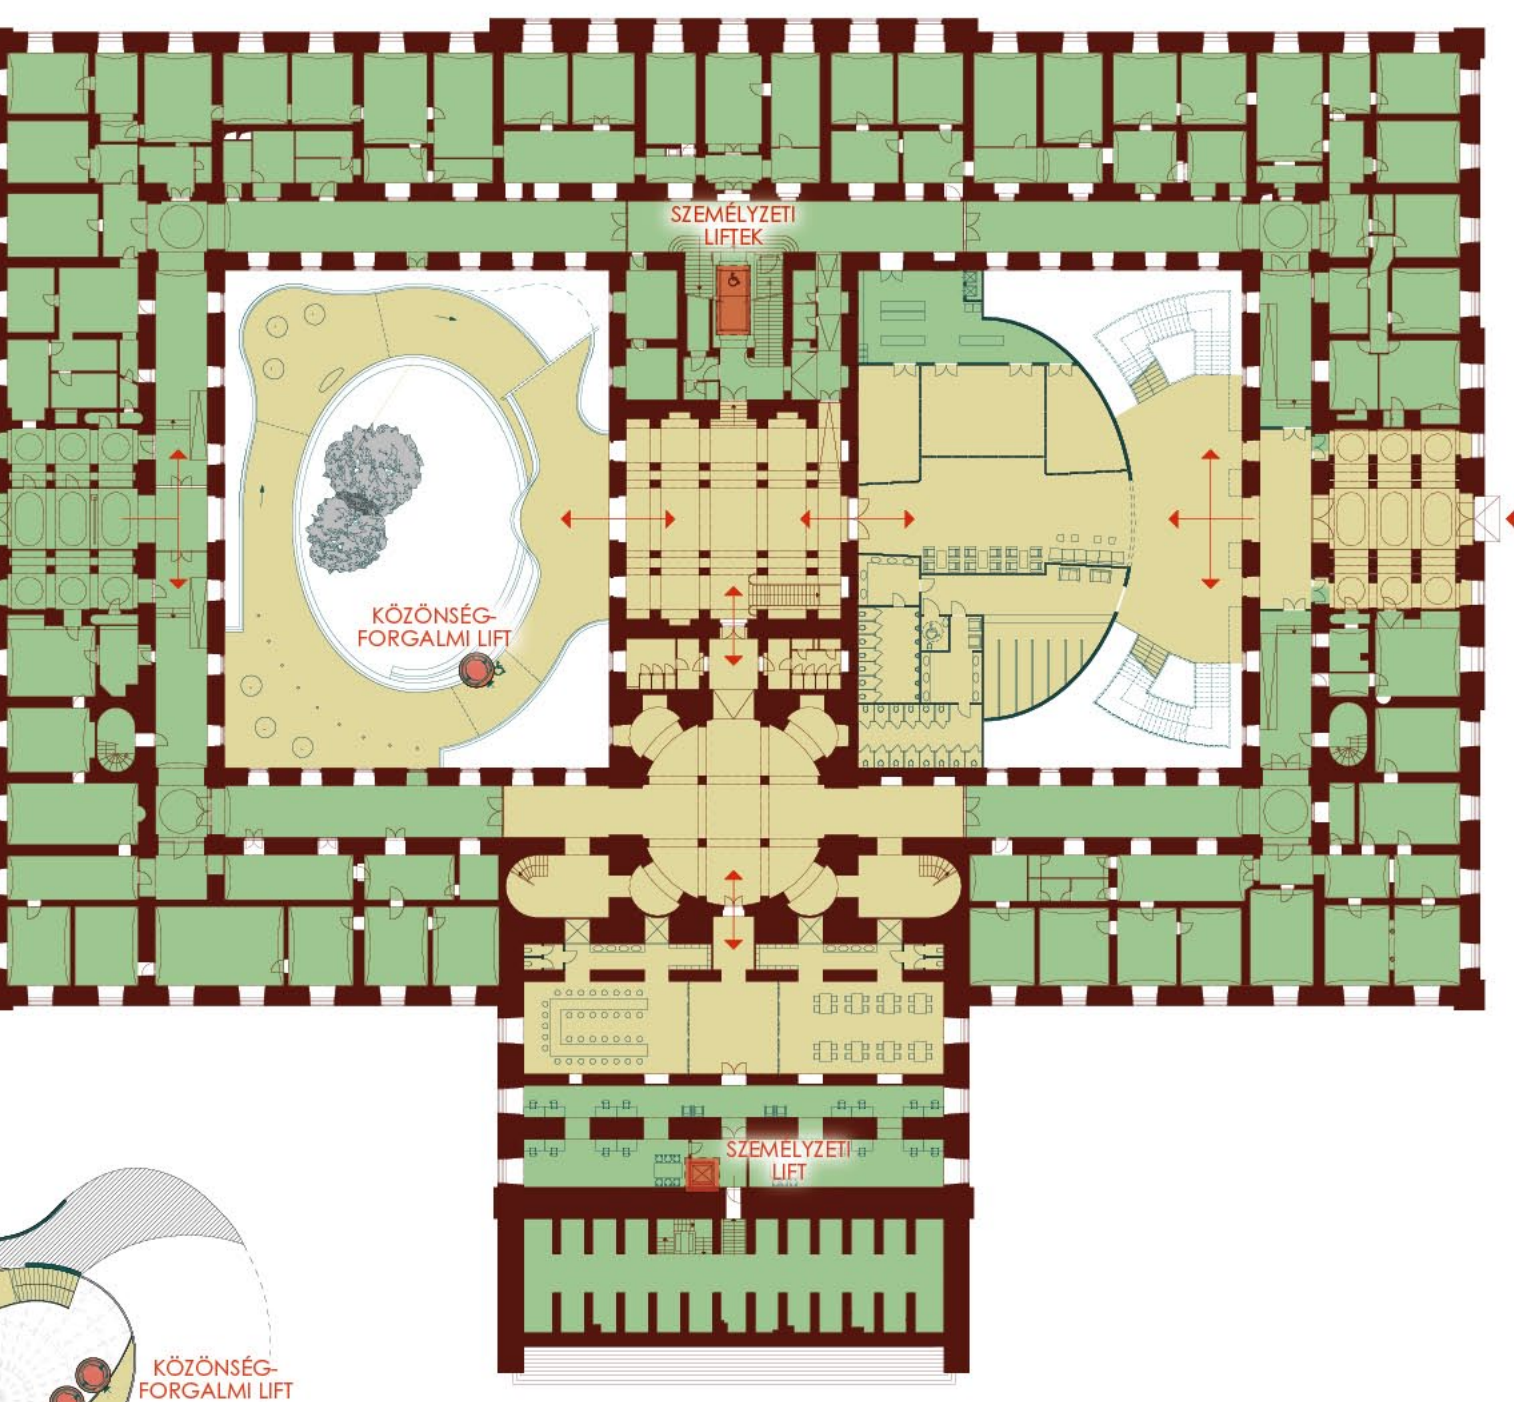 SZEMÉLYZETI
LIFTEK
KÖZÖNSÉG-
FORGALMI LIFT
SZEMÉLYZETI
LIFT
KÖZÖNSÉG-
FORGALMI LIFT